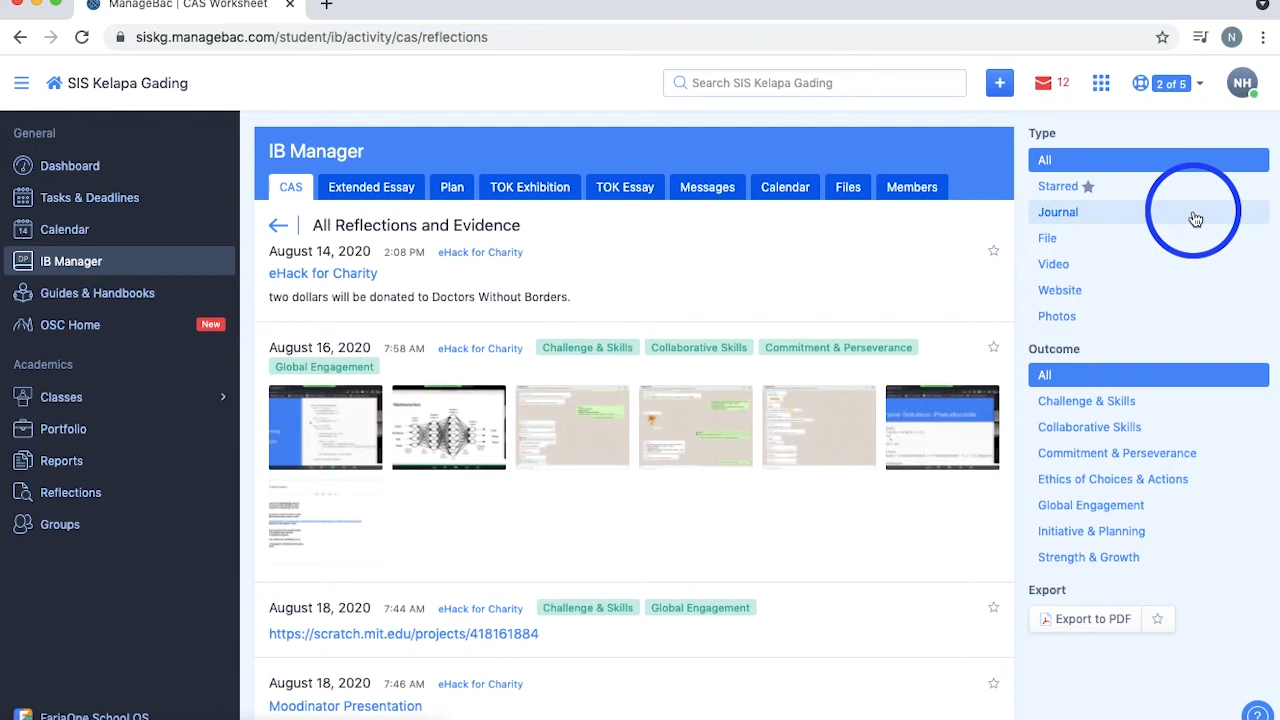 ManageBac | CAS Worksheet
siskg.managebac.com/student/ib/activity/cas/reflections
N
SIS Kelapa Gading
Search SIS Kelapa Gading
+
12
2 of 5
NH
General
Dashboard
Tasks & Deadlines
14
Calendar
DP
IB Manager
Guides & Handbooks
OSC Home
New
Academics
Classes
Portfolio
Reports
Reflections
Groups
FariaOne SchoolOS
IB Manager
CAS
Extended Essay
Plan
TOK Exhibition
TOK Essay
Messages
Calendar
Files
Members
All Reflections and Evidence
August 14, 2020 2:08 PM eHack for Charity
eHack for Charity
two dollars will be donated to Doctors Without Borders.
August 16, 2020 7:58 AM eHack for Charity Challenge & Skills Collaborative Skills Commitment & Perseverance
Global Engagement
August 18, 2020 7:44 AM eHack for Charity Challenge & Skills Global Engagement
https://scratch.mit.edu/projects/418161884
August 18, 2020 7:46 AM eHack for Charity
Moodinator Presentation
Type
All
Starred
Journal
File
Video
Website
Photos
Outcome
All
Challenge & Skills
Collaborative Skills
Commitment & Perseverance
Ethics of Choices & Actions
Global Engagement
Initiative & Planning
Strength & Growth
Export
Export to PDF
?